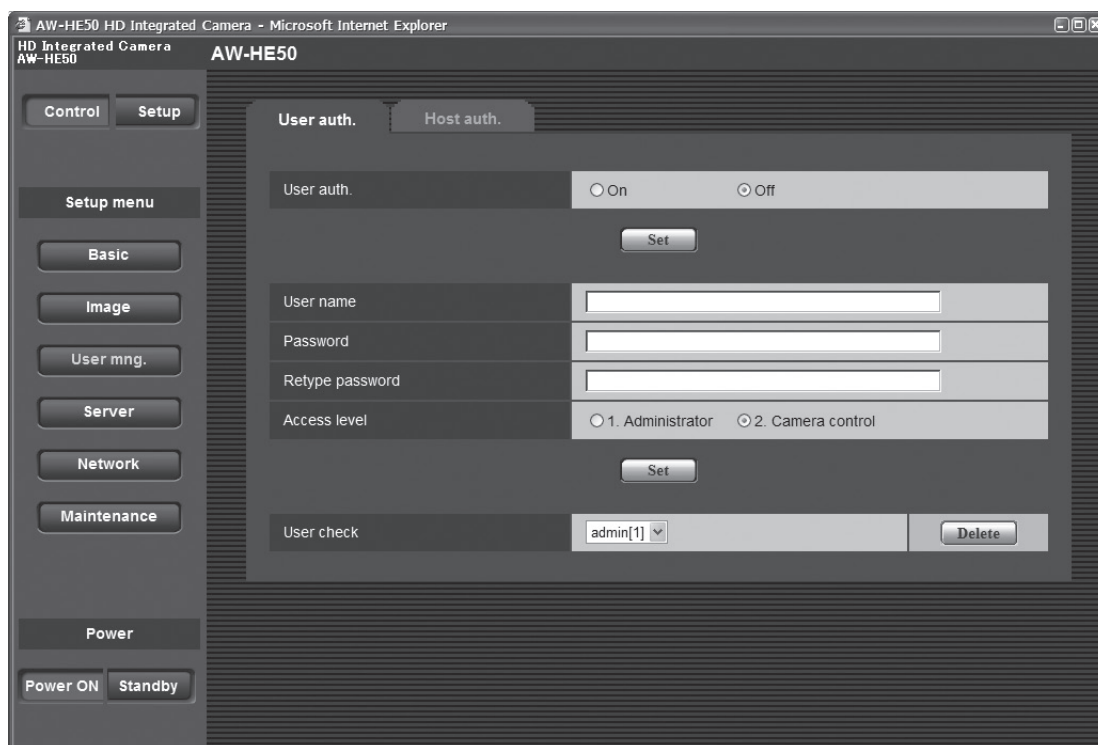 AW-HE50 HD Integrated Camera - Microsoft Internet Explorer
HD Integrated Camera
AW-HE50
AW-HE50
Control
Setup
Setup menu
Basic
Image
User mng.
Server
Network
Maintenance
Power
Power ON
Standby
User auth.
Host auth.
User auth.
On
Off
Set
User name
Password
Retype password
Access level
1. Administrator
2. Camera control
Set
User check
admin[1]
Delete